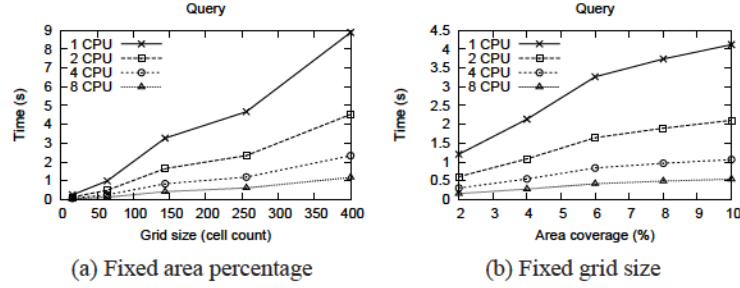 Query
9
8
7
6
5
4
3
2
1
0
Time (s)
1 CPU
2 CPU
4 CPU
8 CPU
0 50 100 150 200 250 300 350 400
Grid size (cell count)
(a) Fixed area percentage
Query
4.5
4
3.5
3
2.5
2
1.5
1
0.5
0
Time (s)
1 CPU
2 CPU
4 CPU
8 CPU
2 3 4 5 6 7 8 9 10
Area coverage (%)
(b) Fixed grid size